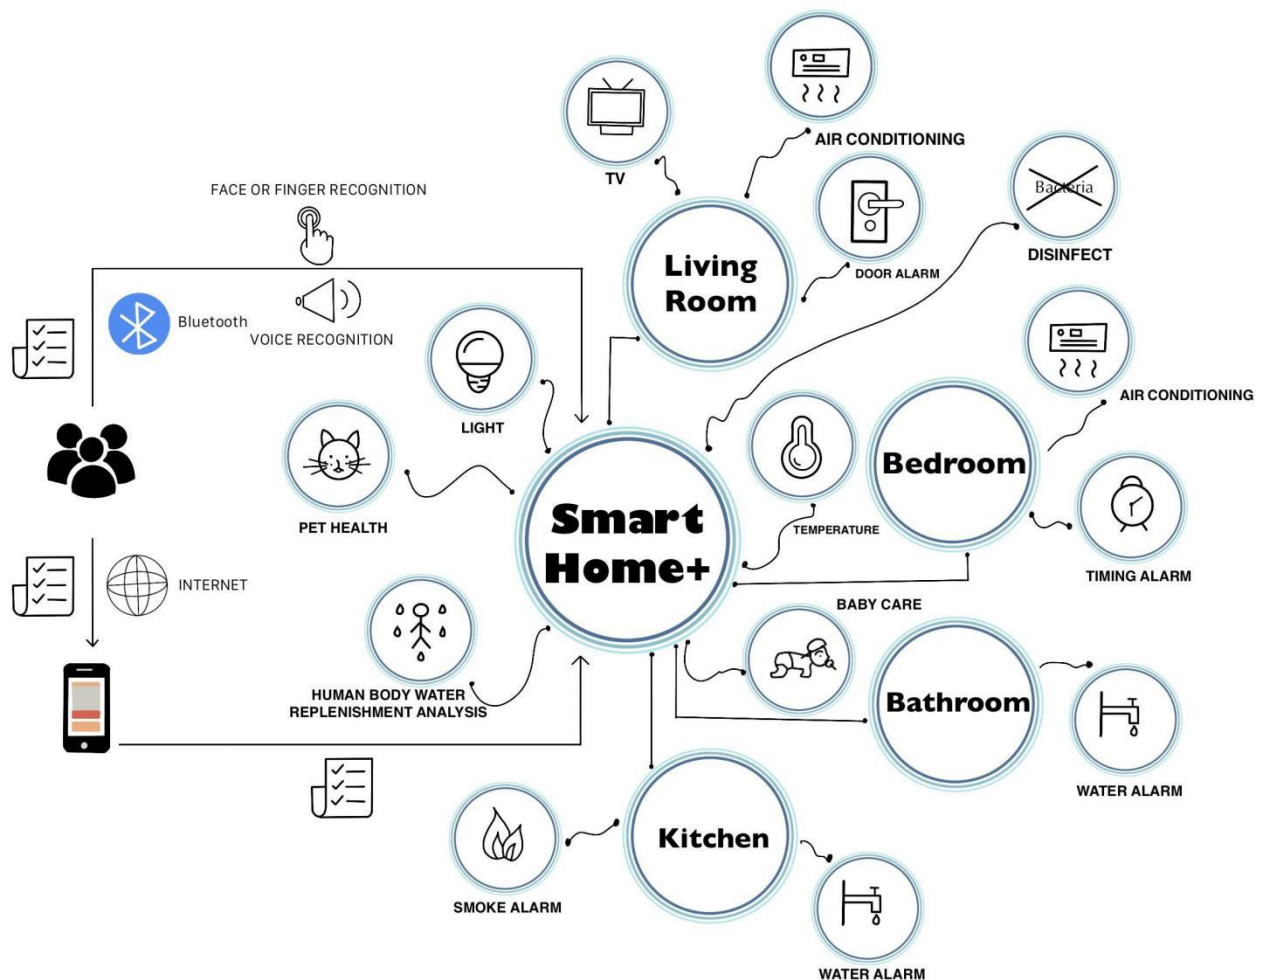 AIR CONDITIONING
TV
FACE OR FINGER RECOGNITION
Bacteria
DISINFECT
Living
Room
DOOR ALARM
Bluetooth
VOICE RECOGNITION
LIGHT
AIR CONDITIONING
PET HEALTH
Smart
Home+
TEMPERATURE
Bedroom
TIMING ALARM
INTERNET
BABY CARE
HUMAN BODY WATER
REPLENISHMENT ANALYSIS
Bathroom
WATER ALARM
Kitchen
SMOKE ALARM
WATER ALARM